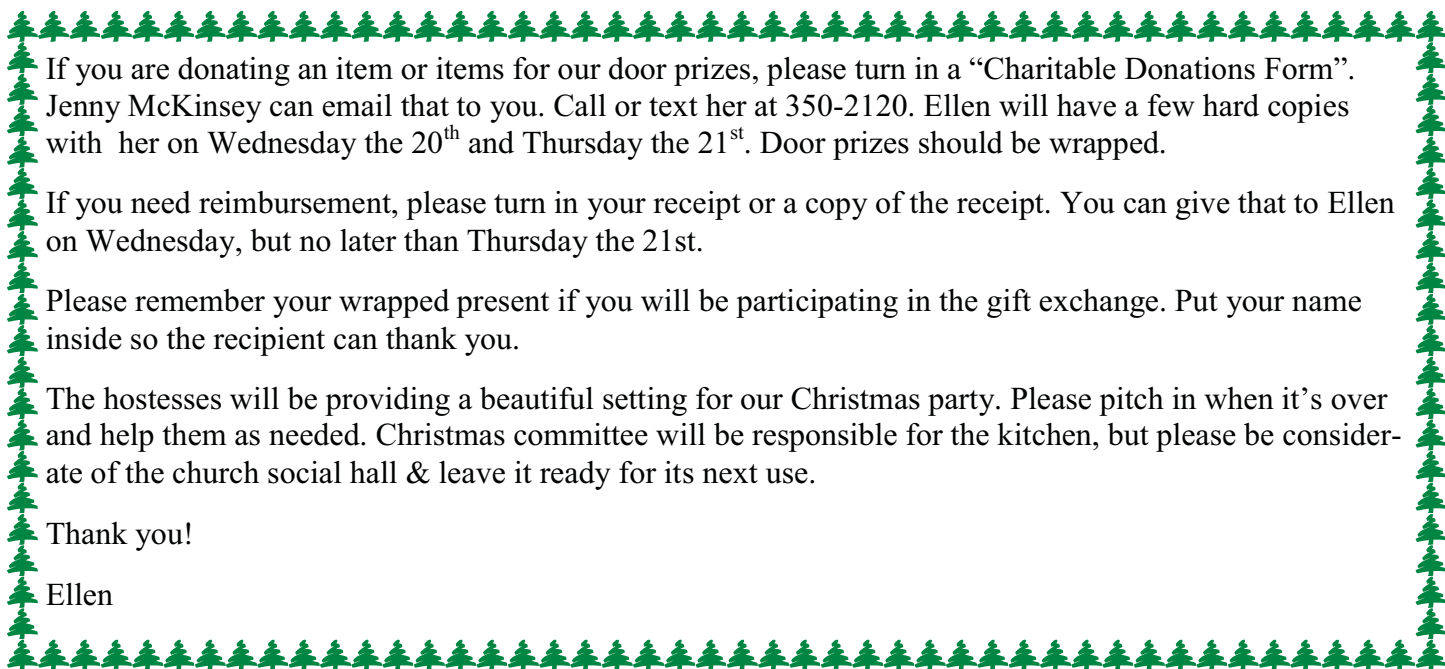 If you are donating an item or items for our door prizes, please turn in a “Charitable Donations Form”.
Jenny McKinsey can email that to you. Call or text her at 350-2120. Ellen will have a few hard copies
with  her on Wednesday the 20th and Thursday the 21st. Door prizes should be wrapped.
If you need reimbursement, please turn in your receipt or a copy of the receipt. You can give that to Ellen
on Wednesday, but no later than Thursday the 21st.
Please remember your wrapped present if you will be participating in the gift exchange. Put your name
inside so the recipient can thank you.
The hostesses will be providing a beautiful setting for our Christmas party. Please pitch in when it’s over
and help them as needed. Christmas committee will be responsible for the kitchen, but please be consider-
ate of the church social hall & leave it ready for its next use.
Thank you!
Ellen